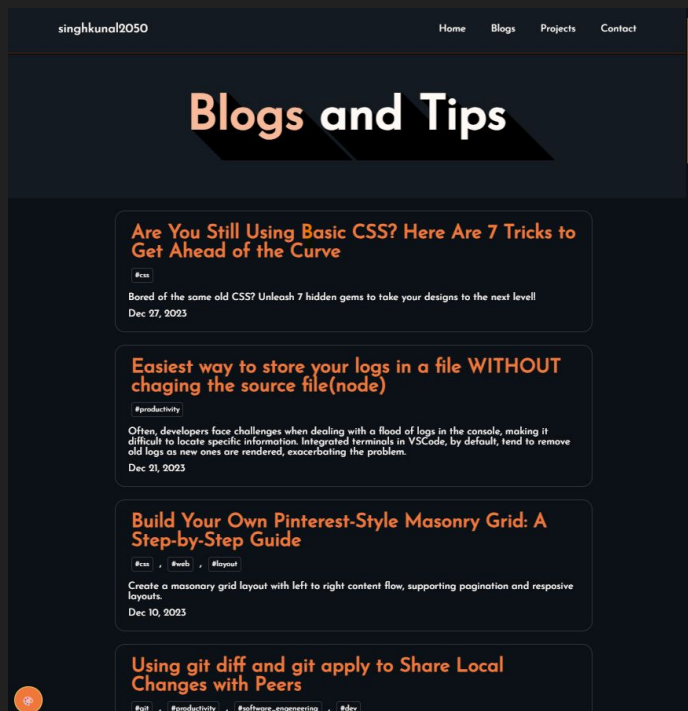 singhkunal2050
Home Blogs Projects Contact
Blogs and Tips
Are You Still Using Basic CSS? Here Are 7 Tricks to
Get Ahead of the Curve
#css
Bored of the same old CSS? Unleash 7 hidden gems to take your designs to the next level!
Dec 27, 2023
Easiest way to store your logs in a file WITHOUT
chaging the source file(node)
#productivity
Often, developers face challenges when dealing with a flood of logs in the console, making it
difficult to locate specific information. Integrated terminals in VSCode, by default, tend to remove
old logs as new ones are rendered, exacerbating the problem.
Dec 21, 2023
Build Your Own Pinterest-Style Masonry Grid: A
Step-by-Step Guide
#css , #web , #layout
Create a masonary grid layout with left to right content flow, supporting pagination and resposive
layouts.
Dec 10, 2023
Using git diff and git apply to Share Local
Changes with Peers
#git , #productivity , #software_engeneering , #dev